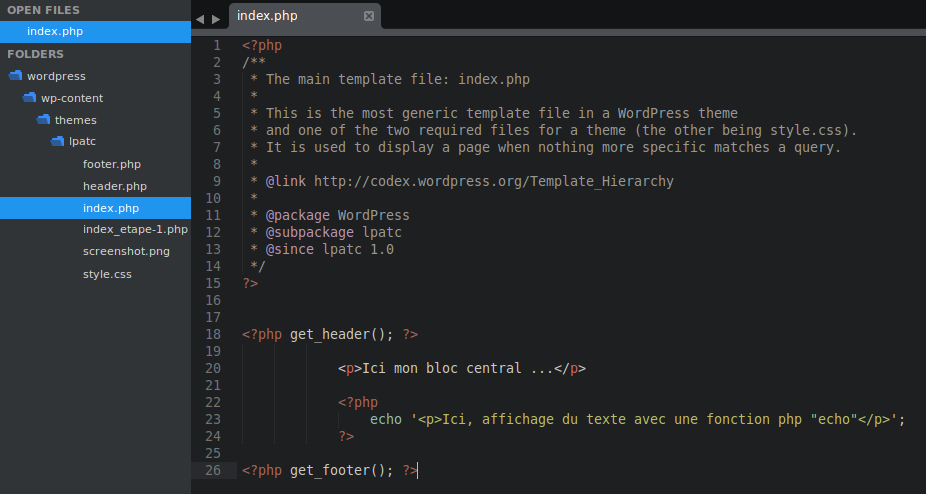 OPEN FILES
index.php
FOLDERS
wordpress
wp-content
themes
lpatc
footer.php
header.php
index.php
index_etape-1.php
screenshot.png
style.css
index.php
1 <?php
2 /**
3 * The main template file: index.php
4 *
5 * This is the most generic template file in a WordPress theme
6 * and one of the two required files for a theme (the other being style.css).
7 * It is used to display a page when nothing more specific matches a query.
8 *
9 * @link http://codex.wordpress.org/Template_Hierarchy
10 *
11 * @package WordPress
12 * @subpackage lpatc
13 * @since lpatc 1.0
14 */
15 ?>
16
17
18 <?php get_header(); ?>
19
20 <p>Ici mon bloc central ...</p>
21
22 <?php
23 echo '<p>Ici, affichage du texte avec une fonction php "echo"</p>';
24 ?>
25
26 <?php get_footer(); ?>